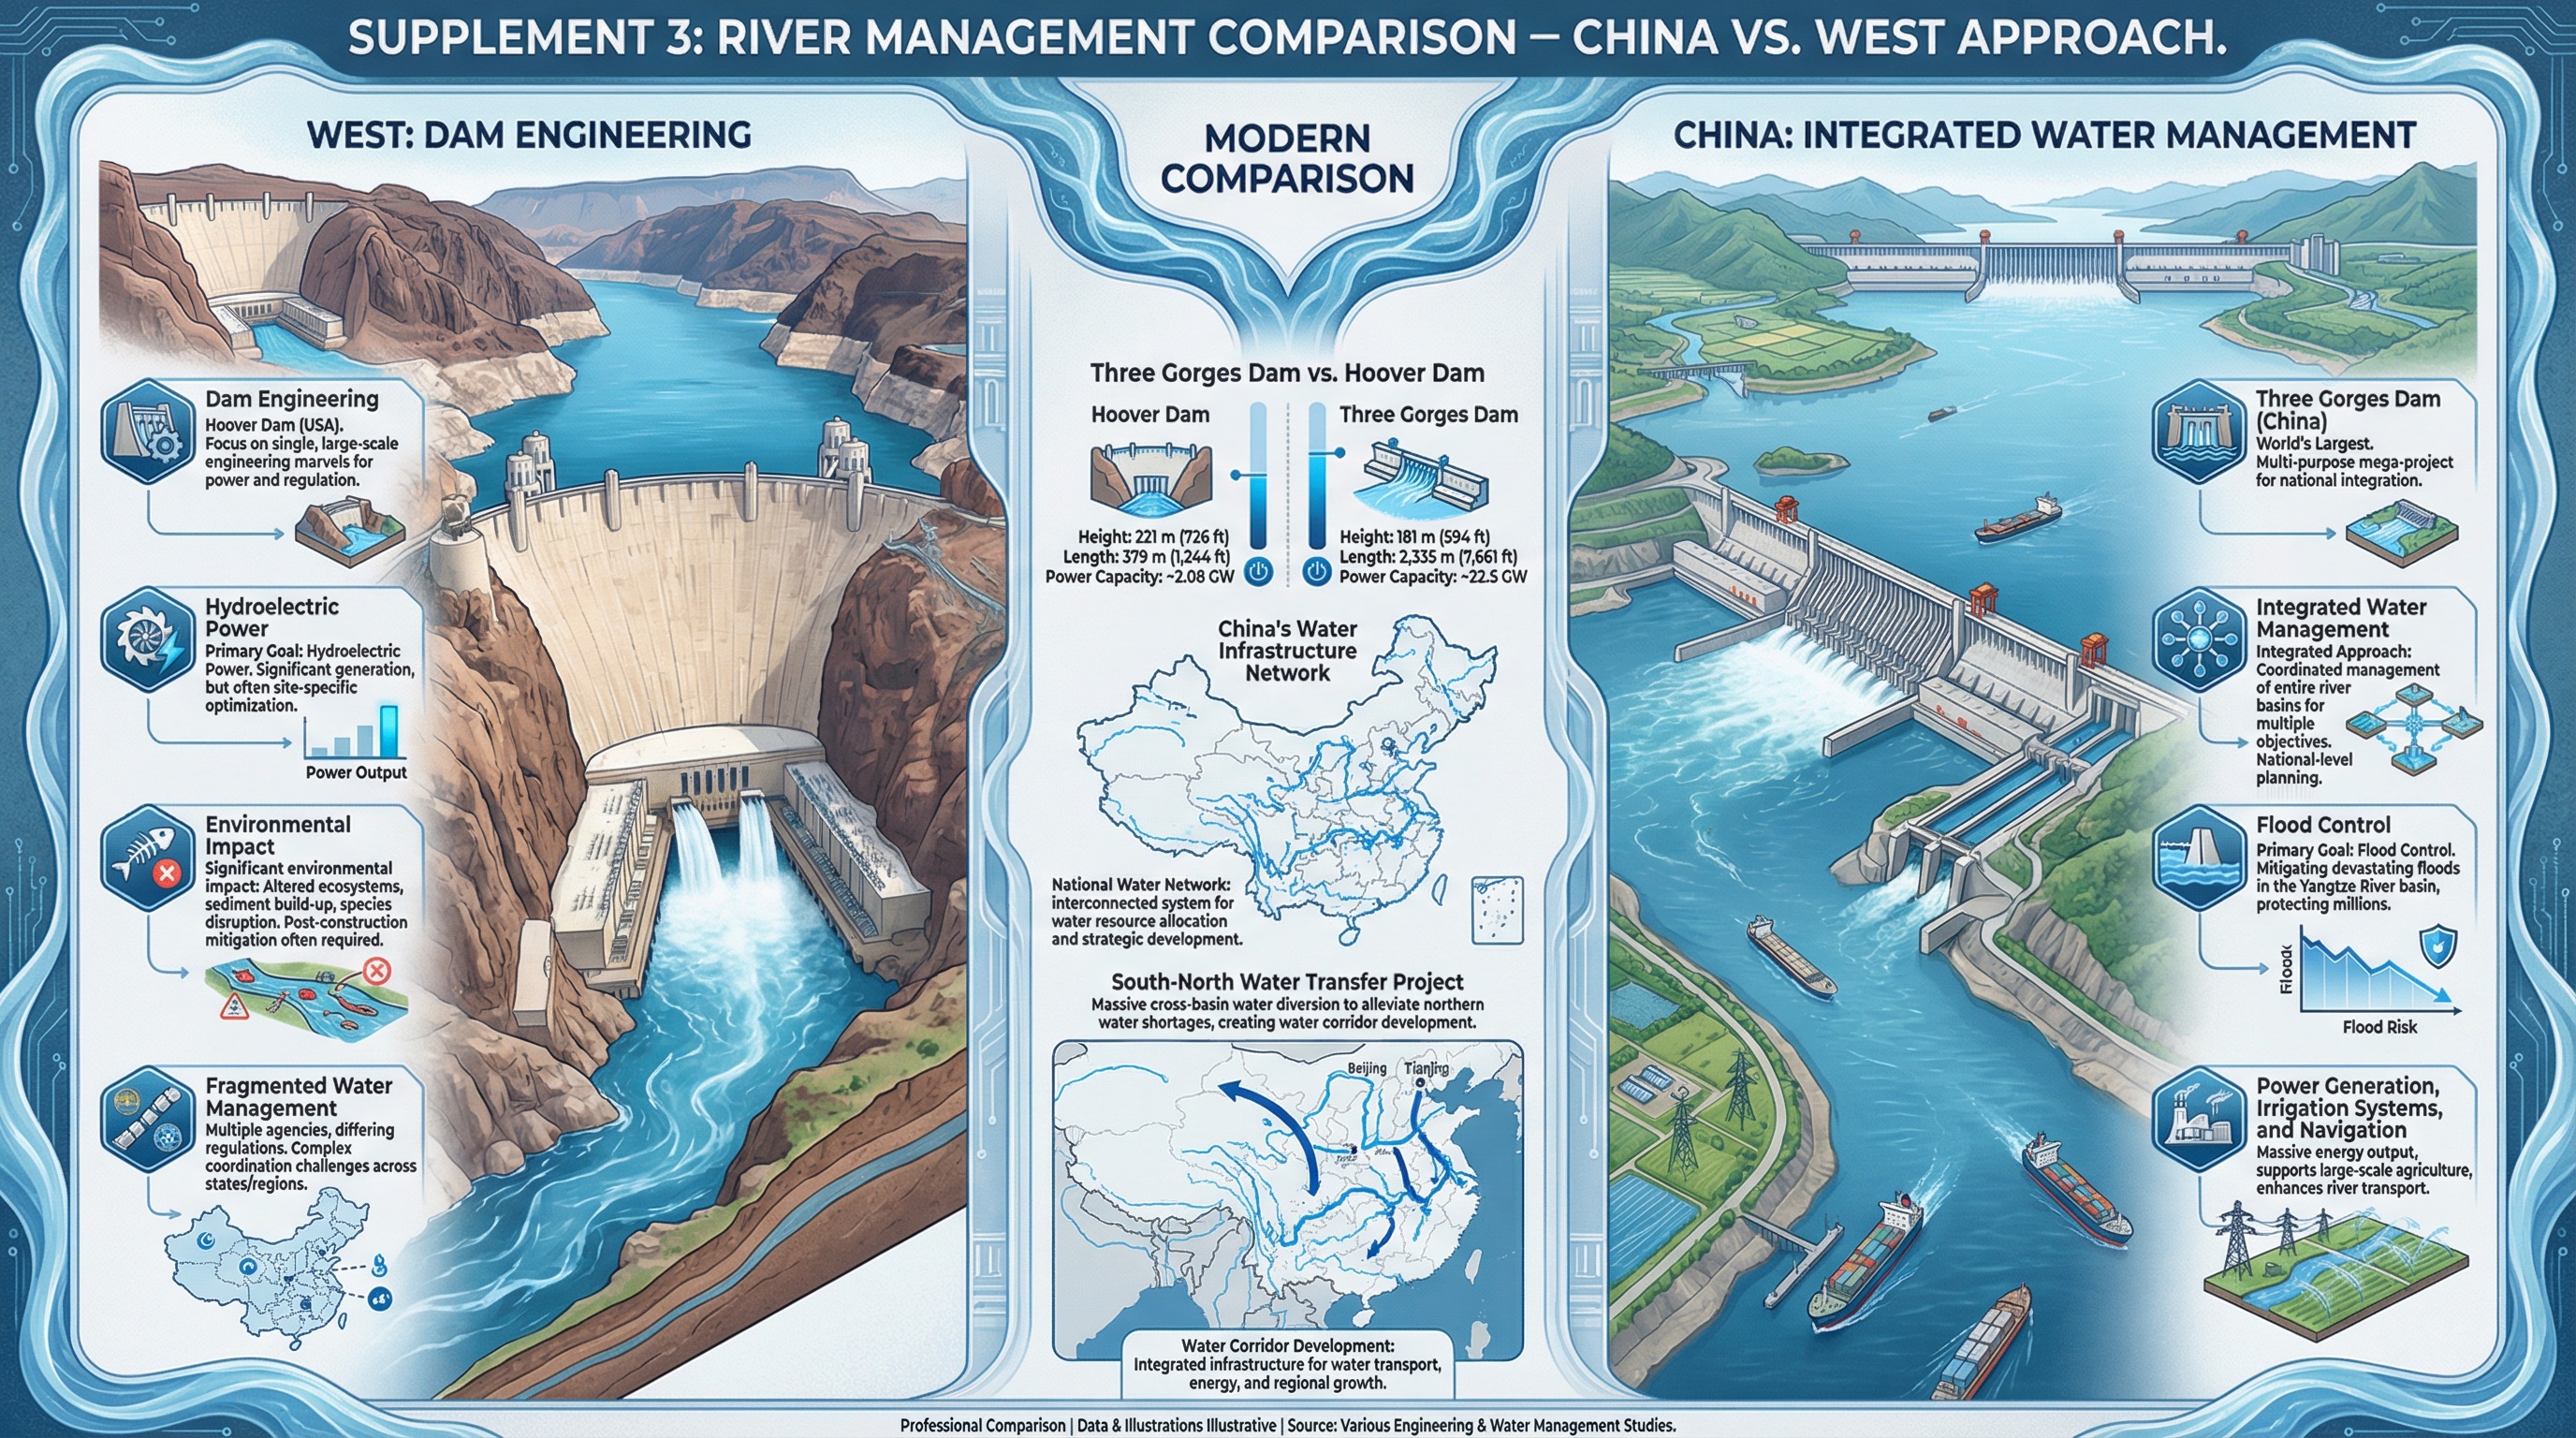 SUPPLEMENT 3: RIVER MANAGEMENT COMPARISON – CHINA VS. WEST APPROACH.
WEST: DAM ENGINEERING
Dam Engineering
Hoover Dam (USA).
Focus on single, large-scale
engineering marvels for
power and regulation.
Hydroelectric
Power
Primary Goal: Hydroelectric
Power. Significant generation,
but often site-specific
optimization.
Power Output
Environmental
Impact
Significant environmental
impact: Altered ecosystems,
sediment build-up, species
disruption. Post-construction
mitigation often required.
Fragmented Water
Management
Multiple agencies, differing
regulations. Complex
coordination challenges across
states/regions.
MODERN
COMPARISON
Three Gorges Dam vs. Hoover Dam
Hoover Dam
Height: 221 m (726 ft)
Length: 379 m (1,244 ft)
Power Capacity: ~2.08 GW
Three Gorges Dam
Height: 181 m (594 ft)
Length: 2,335 m (7,661 ft)
Power Capacity: ~22.5 GW
China's Water
Infrastructure
Network
National Water Network:
interconnected system for
water resource allocation
and strategic development.
South-North Water Transfer Project
Massive cross-basin water diversion to alleviate northern
water shortages, creating water corridor development.
Beijing
Water Corridor Development:
Integrated infrastructure for water transport,
energy, and regional growth.
CHINA: INTEGRATED WATER MANAGEMENT
Three Gorges Dam
(China)
World's Largest.
Multi-purpose mega-project
for national integration.
Integrated Water
Management
Integrated Approach:
Coordinated management
of entire river
basins for
multiple
objectives.
National-level
planning.
Flood Control
Primary Goal: Flood Control.
Mitigating devastating floods
in the Yangtze River basin,
protecting millions.
Flood Risk
Power Generation,
Irrigation Systems,
and Navigation
Massive energy output,
supports large-scale agriculture,
enhances river transport.
Professional Comparison | Data & Illustrations Illustrative | Source: Various Engineering & Water Management Studies.